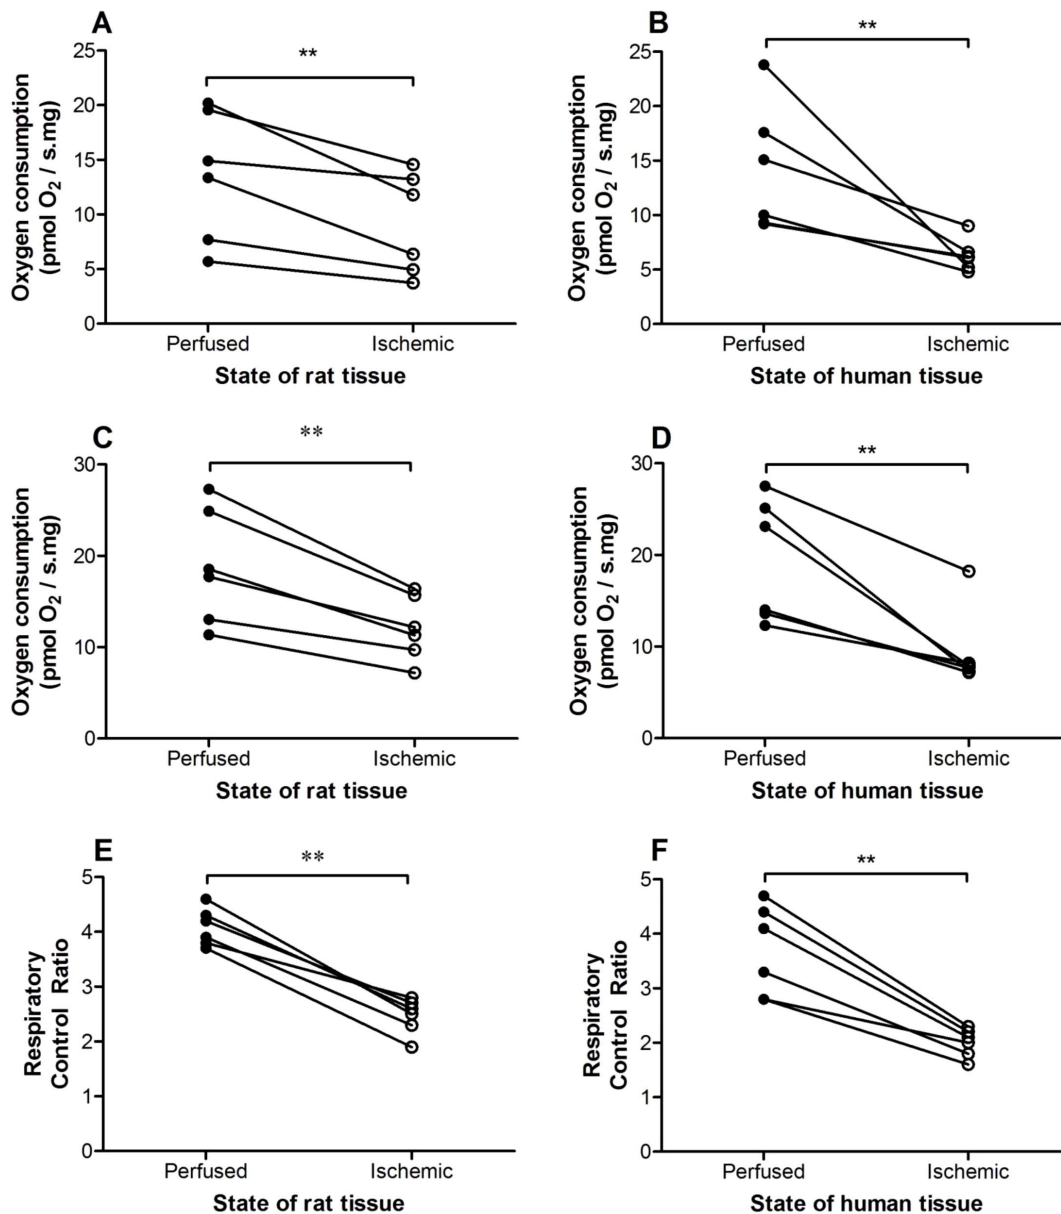 A
**
25
20
15
10
5
0
Oxygen consumption
(pmol O₂ / s.mg)
Perfused Ischemic
State of rat tissue
B
**
25
20
15
10
5
0
Oxygen consumption
(pmol O₂ / s.mg)
Perfused Ischemic
State of human tissue
C
**
30
20
10
0
Oxygen consumption
(pmol O₂ / s.mg)
Perfused Ischemic
State of rat tissue
D
**
30
20
10
0
Oxygen consumption
(pmol O₂ / s.mg)
Perfused Ischemic
State of human tissue
E
**
5
4
3
2
1
0
Respiratory
Control Ratio
Perfused Ischemic
State of rat tissue
F
**
5
4
3
2
1
0
Respiratory
Control Ratio
Perfused Ischemic
State of human tissue